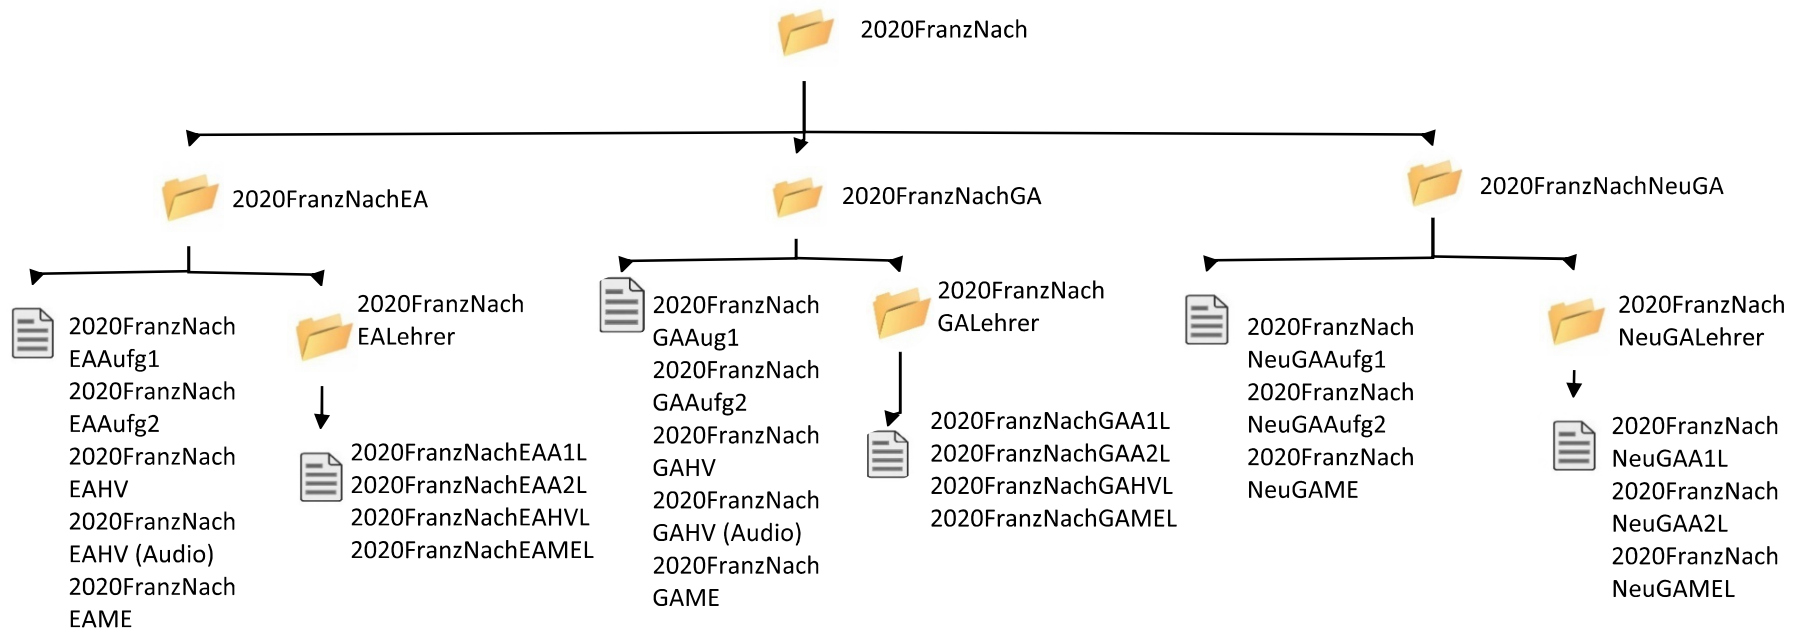 2020FranzNach
2020FranzNachEA
2020FranzNachGA
2020FranzNachNeuGA
2020FranzNach
EAAufg1
2020FranzNach
EAAufg2
2020FranzNach
EAHV
2020FranzNach
EAHV (Audio)
2020FranzNach
EAME
2020FranzNach
EALehrer
2020FranzNachEAA1L
2020FranzNachEAA2L
2020FranzNachEAHVL
2020FranzNachEAMEL
2020FranzNach
GAAug1
2020FranzNach
GAAufg2
2020FranzNach
GAHV
2020FranzNach
GAHV (Audio)
2020FranzNach
GAME
2020FranzNach
GALehrer
2020FranzNachGAA1L
2020FranzNachGAA2L
2020FranzNachGAHVL
2020FranzNachGAMEL
2020FranzNach
NeuGAAufg1
2020FranzNach
NeuGAAufg2
2020FranzNach
NeuGAME
2020FranzNach
NeuGALehrer
2020FranzNach
NeuGAA1L
2020FranzNach
NeuGAA2L
2020FranzNach
NeuGAMEL